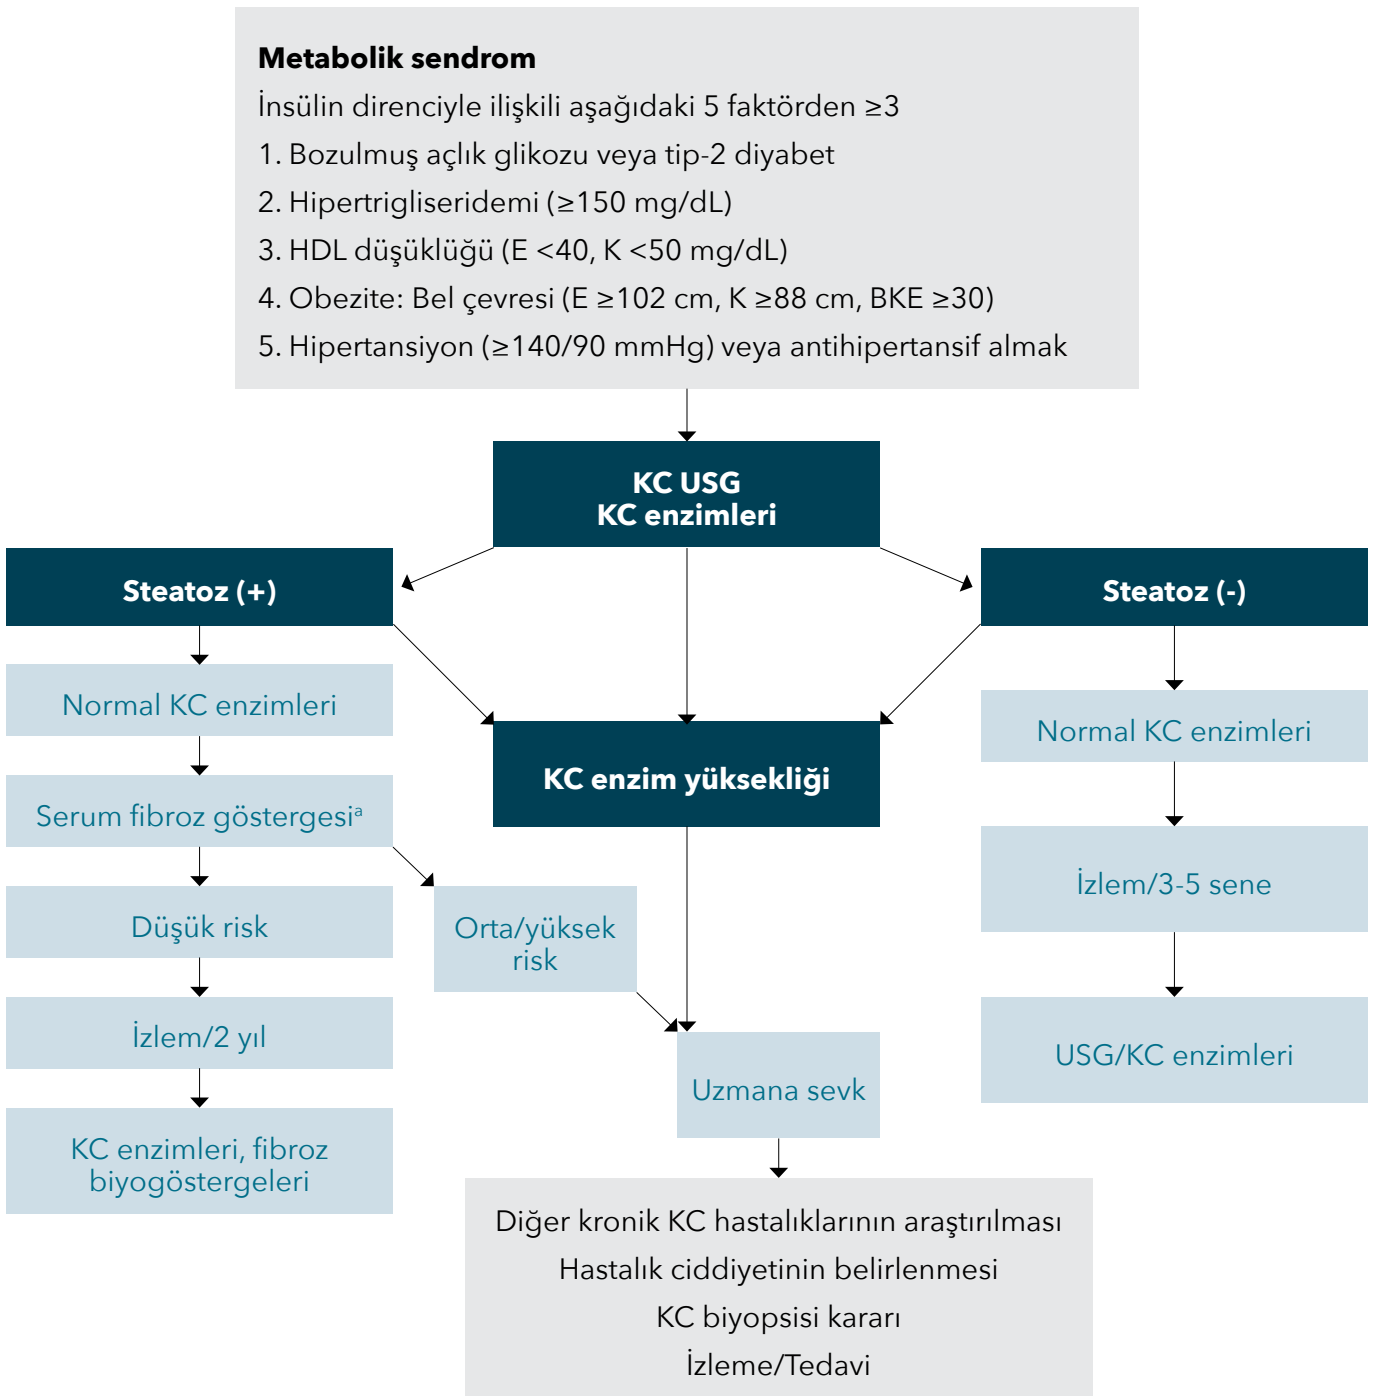 Metabolik sendrom
İnsülin direnciyle ilişkili aşağıdaki 5 faktörden ≥3
1. Bozulmuş açlık glikozu veya tip-2 diyabet
2. Hipertrigliseridemi (≥150 mg/dL)
3. HDL düşüklüğü (E <40, K <50 mg/dL)
4. Obezite: Bel çevresi (E ≥102 cm, K ≥88 cm, BKE ≥30)
5. Hipertansiyon (≥140/90 mmHg) veya antihipertansif almak
KC USG
KC enzimleri
Steatoz (+)
Normal KC enzimleri
Serum fibroz göstergesiᵃ
Düşük risk
İzlem/2 yıl
KC enzimleri, fibroz
biyogöstergeleri
Orta/yüksek
risk
KC enzim yüksekliği
Uzmana sevk
Diğer kronik KC hastalıklarının araştırılması
Hastalık ciddiyetinin belirlenmesi
KC biyopsisi kararı
İzleme/Tedavi
Steatoz (-)
Normal KC enzimleri
İzlem/3-5 sene
USG/KC enzimleri